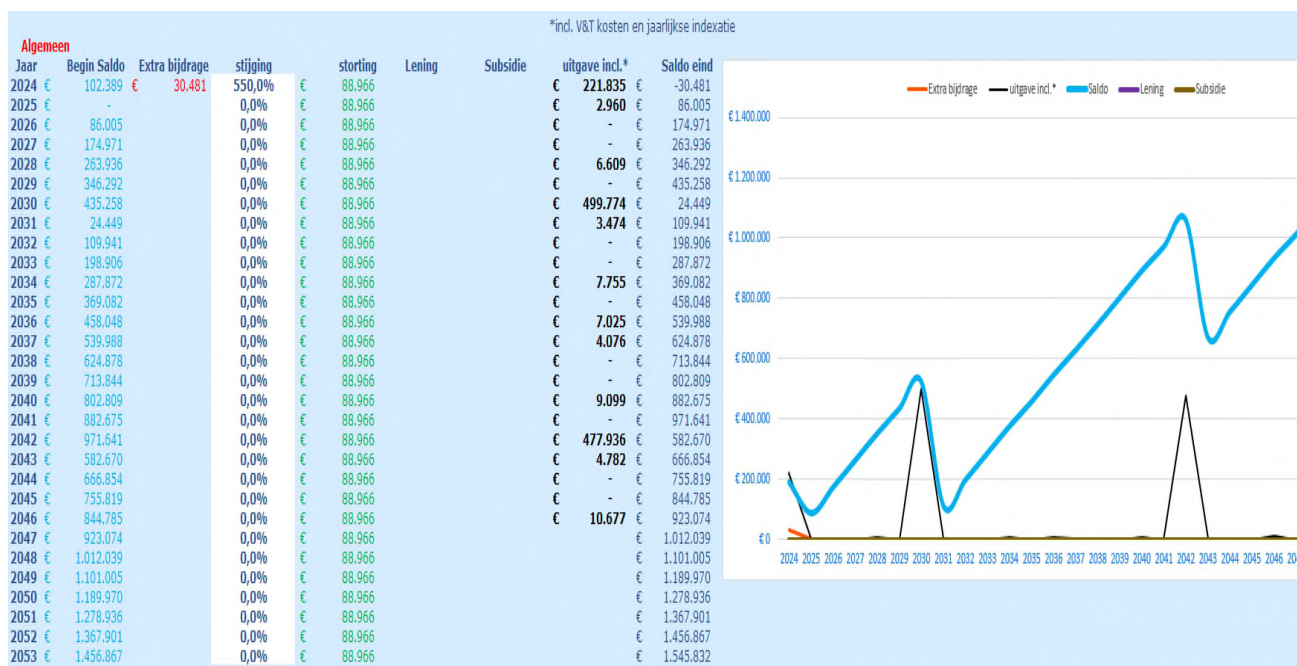 *incl. V&T kosten en jaarlijkse indexatie
Algemeen
Jaar Begin Saldo Extra bijdrage stijging storting Lening Subsidie uitgave incl.* Saldo eind
2024 € 102.389 € 30.481 550,0% € 88.966 € 221.835 € -30.481
2025 € - 0,0% € 88.966 € 2.960 € 86.005
2026 € 86.005 0,0% € 88.966 € - € 174.971
2027 € 174.971 0,0% € 88.966 € - € 263.936
2028 € 263.936 0,0% € 88.966 € 6.609 € 346.292
2029 € 346.292 0,0% € 88.966 € - € 435.258
2030 € 435.258 0,0% € 88.966 € 499.774 € 24.449
2031 € 24.449 0,0% € 88.966 € 3.474 € 109.941
2032 € 109.941 0,0% € 88.966 € - € 198.906
2033 € 198.906 0,0% € 88.966 € - € 287.872
2034 € 287.872 0,0% € 88.966 € 7.755 € 369.082
2035 € 369.082 0,0% € 88.966 € - € 458.048
2036 € 458.048 0,0% € 88.966 € 7.025 € 539.988
2037 € 539.988 0,0% € 88.966 € 4.076 € 624.878
2038 € 624.878 0,0% € 88.966 € - € 713.844
2039 € 713.844 0,0% € 88.966 € - € 802.809
2040 € 802.809 0,0% € 88.966 € 9.099 € 882.675
2041 € 882.675 0,0% € 88.966 € - € 971.641
2042 € 971.641 0,0% € 88.966 € 477.936 € 582.670
2043 € 582.670 0,0% € 88.966 € 4.782 € 666.854
2044 € 666.854 0,0% € 88.966 € - € 755.819
2045 € 755.819 0,0% € 88.966 € - € 844.785
2046 € 844.785 0,0% € 88.966 € 10.677 € 923.074
2047 € 923.074 0,0% € 88.966 € 1.012.039
2048 € 1.012.039 0,0% € 88.966 € 1.101.005
2049 € 1.101.005 0,0% € 88.966 € 1.189.970
2050 € 1.189.970 0,0% € 88.966 € 1.278.936
2051 € 1.278.936 0,0% € 88.966 € 1.367.901
2052 € 1.367.901 0,0% € 88.966 € 1.456.867
2053 € 1.456.867 0,0% € 88.966 € 1.545.832
Extra bijdrage uitgave incl.* Saldo Lening Subsidie
€ 1.400.000
€ 1.200.000
€ 1.000.000
€ 800.000
€ 600.000
€ 400.000
€ 200.000
€ 0
2024 2025 2026 2027 2028 2029 2030 2031 2032 2033 2034 2035 2036 2037 2038 2039 2040 2041 2042 2043 2044 2045 2046